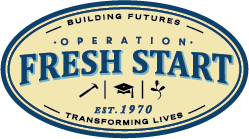 BUILDING FUTURES
· OPERATION ·
FRESH START
EST. 1970
TRANSFORMING LIVES